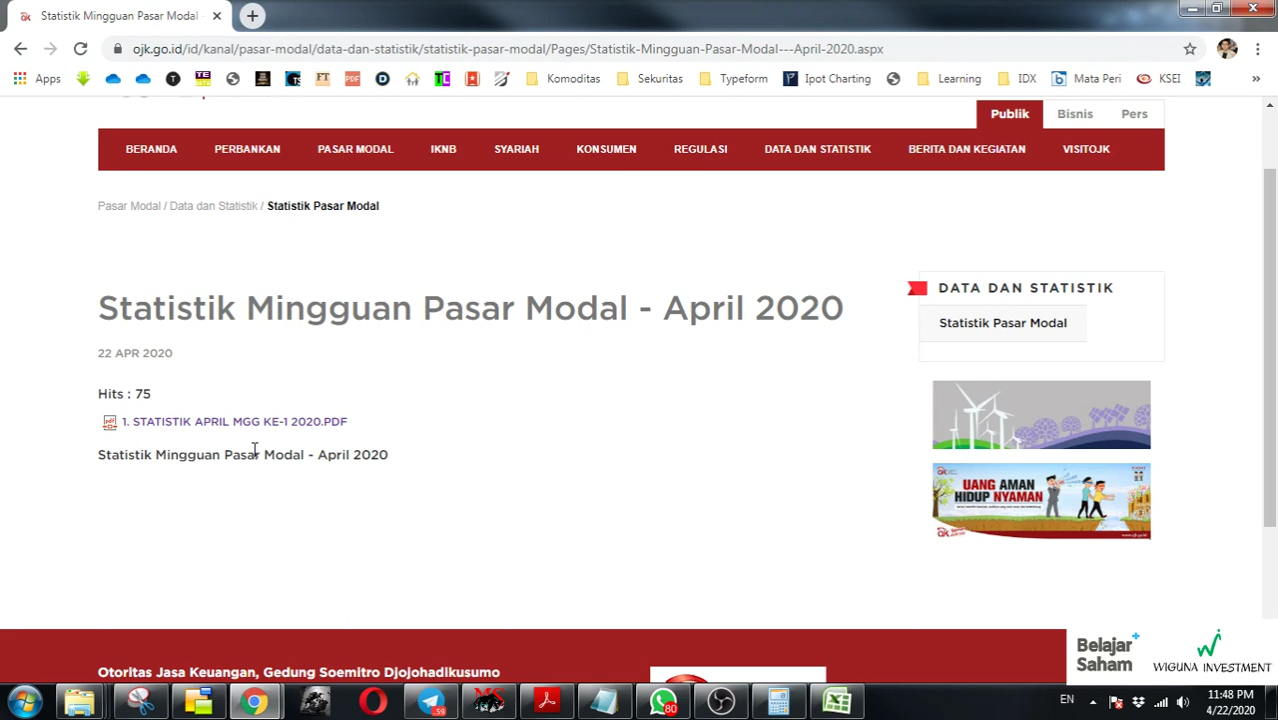 Statistik Mingguan Pasar Modal -
ojk.go.id/id/kanal/pasar-modal/data-dan-statistik/statistik-pasar-modal/Pages/Statistik-Mingguan-Pasar-Modal---April-2020.aspx
Apps Komoditas Sekuritas Typeform Ipot Charting Learning IDX Mata Peri KSEI »
Publik Bisnis Pers
BERANDA PERBANKAN PASAR MODAL IKNB SYARIAH KONSUMEN REGULASI DATA DAN STATISTIK BERITA DAN KEGIATAN VISITOJK
Pasar Modal / Data dan Statistik / Statistik Pasar Modal
Statistik Mingguan Pasar Modal - April 2020
22 APR 2020
Hits : 75
1. STATISTIK APRIL MGG KE-1 2020.PDF
Statistik Mingguan Pasar Modal - April 2020
DATA DAN STATISTIK
Statistik Pasar Modal
UANG AMAN
HIDUP NYAMAN
Otoritas Jasa Keuangan, Gedung Soemitro Djojohadikusumo
Belajar+
Saham
WIGUNA INVESTMENT
59
80
EN
11:48 PM
4/22/2020